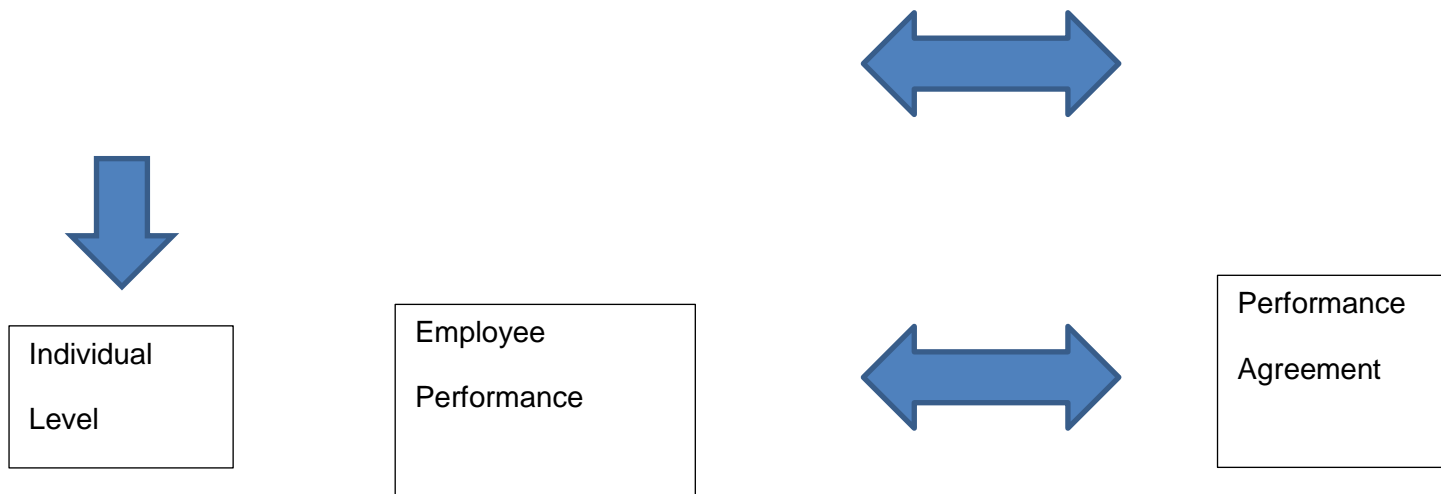 Individual
Level
Employee
Performance
Performance
Agreement